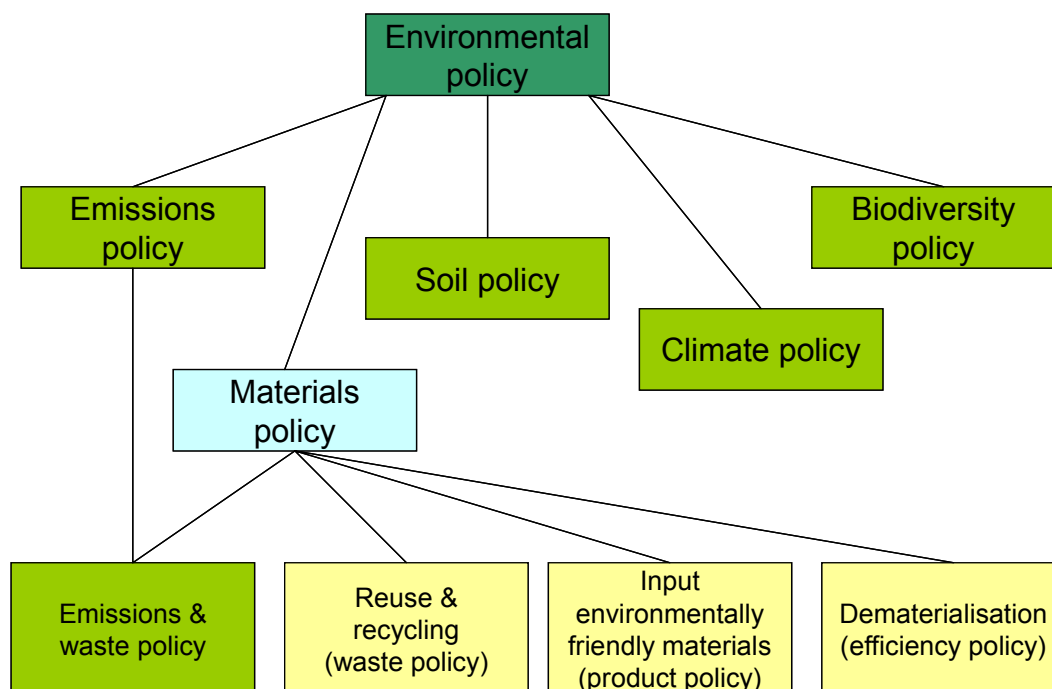 Environmental
policy
Emissions
policy
Biodiversity
policy
Soil policy
Climate policy
Materials
policy
Emissions &
waste policy
Reuse &
recycling
(waste policy)
Input
environmentally
friendly materials
(product policy)
Dematerialisation
(efficiency policy)